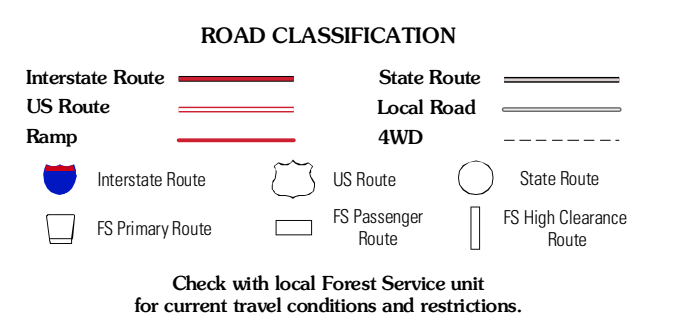 ROAD CLASSIFICATION
Interstate Route
State Route
US Route
Local Road
Ramp
4WD
Interstate Route
US Route
State Route
FS Primary Route
FS Passenger
Route
FS High Clearance
Route
Check with local Forest Service unit
for current travel conditions and restrictions.